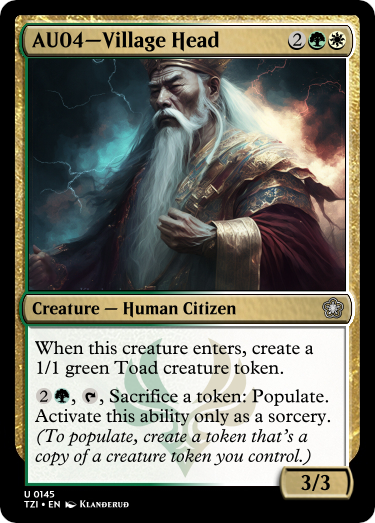 AU04—Village Head 2
Creature — Human Citizen
When this creature enters, create a
1/1 green Toad creature token.
2, , Sacrifice a token: Populate.
Activate this ability only as a sorcery.
(To populate, create a token that's a
copy of a creature token you control.)
3/3
U 0145
TZI • EN Klanderud